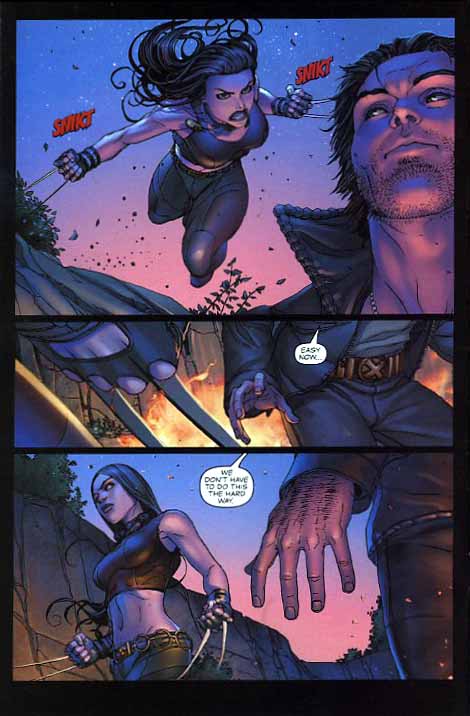 SNIKT
SNIKT
EASY
NOW...
WE
DON'T HAVE
TO DO THIS
THE HARD
WAY.